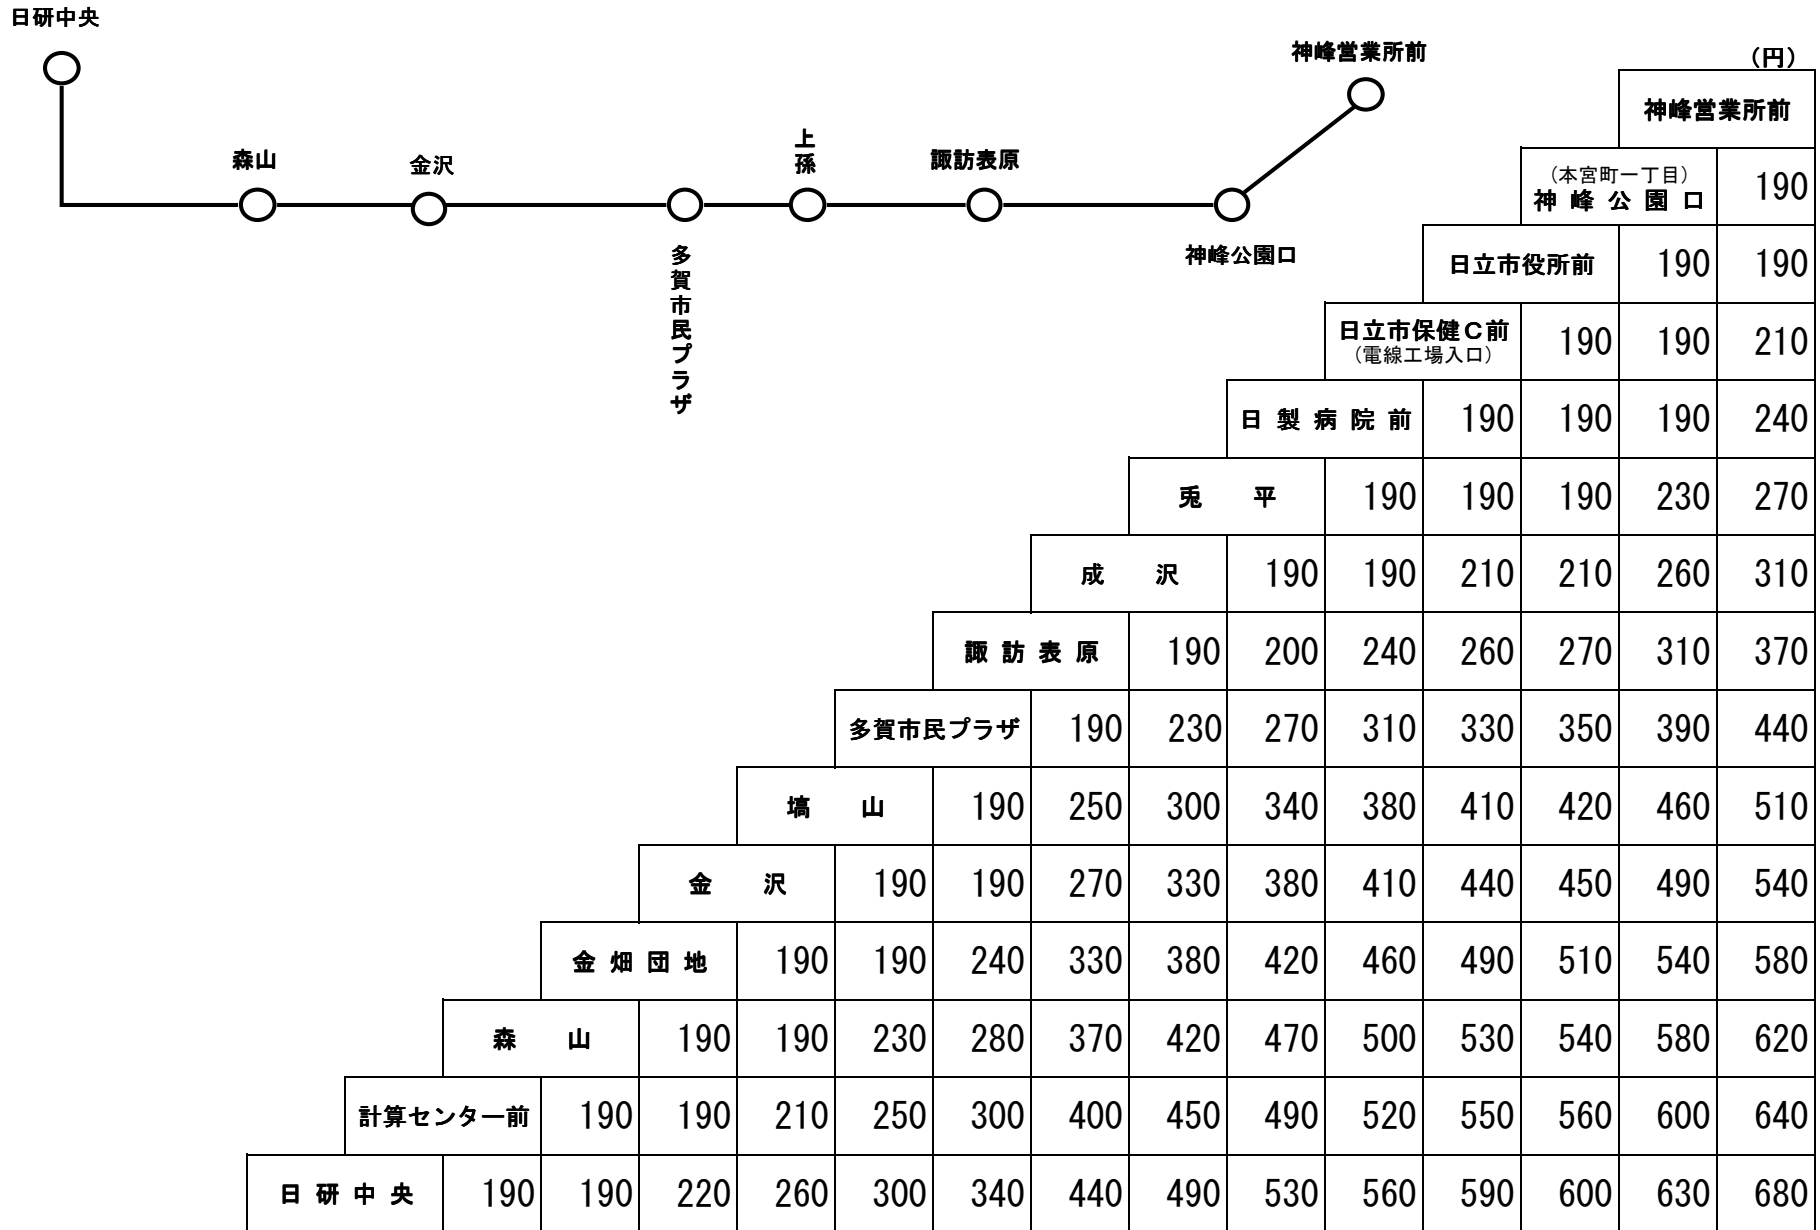 日研中央
神峰営業所前
森山
金沢
上孫
諏訪表原
多賀市民プラザ
神峰公園口
(円)
神峰営業所前
(本宮町一丁目)
神峰公園口 190
日立市役所前 190 190
日立市保健C前 190 190 210
(電線工場入口)
日製病院前 190 190 190 240
兎平 190 190 190 230 270
成沢 190 190 210 210 260 310
諏訪表原 190 200 240 260 270 310 370
多賀市民プラザ 190 230 270 310 330 350 390 440
塙山 190 250 300 340 380 410 420 460 510
金沢 190 190 270 330 380 410 440 450 490 540
金畑団地 190 190 240 330 380 420 460 490 510 540 580
森山 190 190 230 280 370 420 470 500 530 540 580 620
計算センター前 190 190 210 250 300 400 450 490 520 550 560 600 640
日研中央 190 190 220 260 300 340 440 490 530 560 590 600 630 680